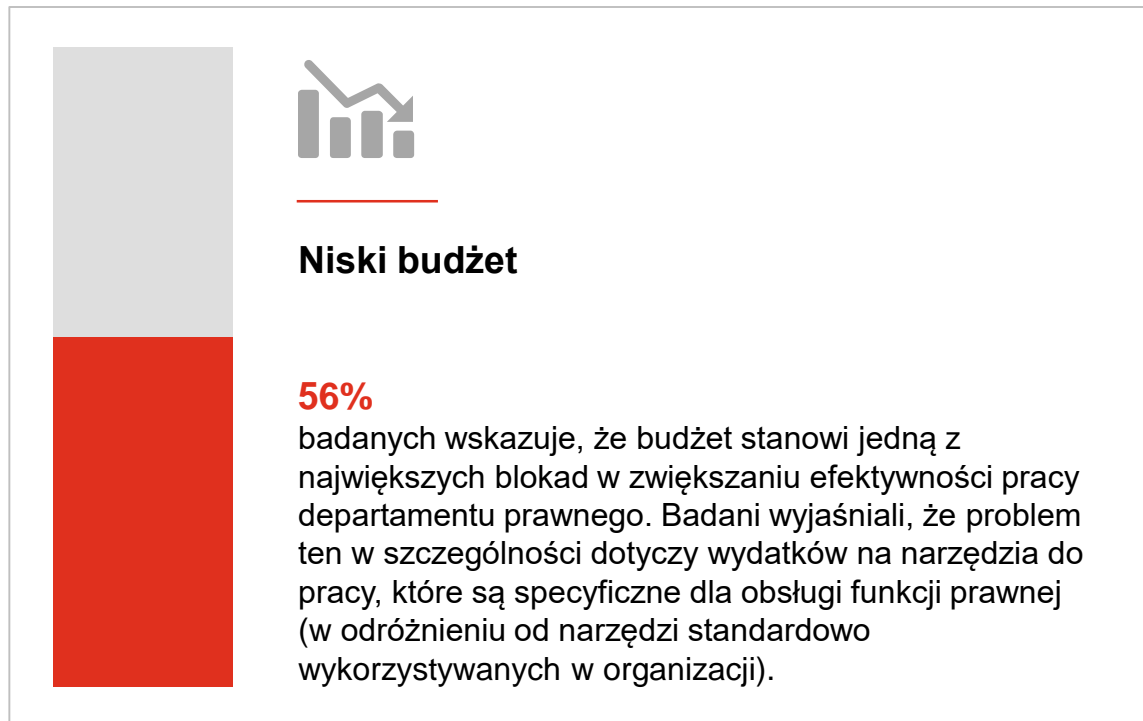 Niski budżet
56%
badanych wskazuje, że budżet stanowi jedną z
największych blokad w zwiększaniu efektywności pracy
departamentu prawnego. Badani wyjaśniali, że problem
ten w szczególności dotyczy wydatków na narzędzia do
pracy, które są specyficzne dla obsługi funkcji prawnej
(w odróżnieniu od narzędzi standardowo
wykorzystywanych w organizacji).